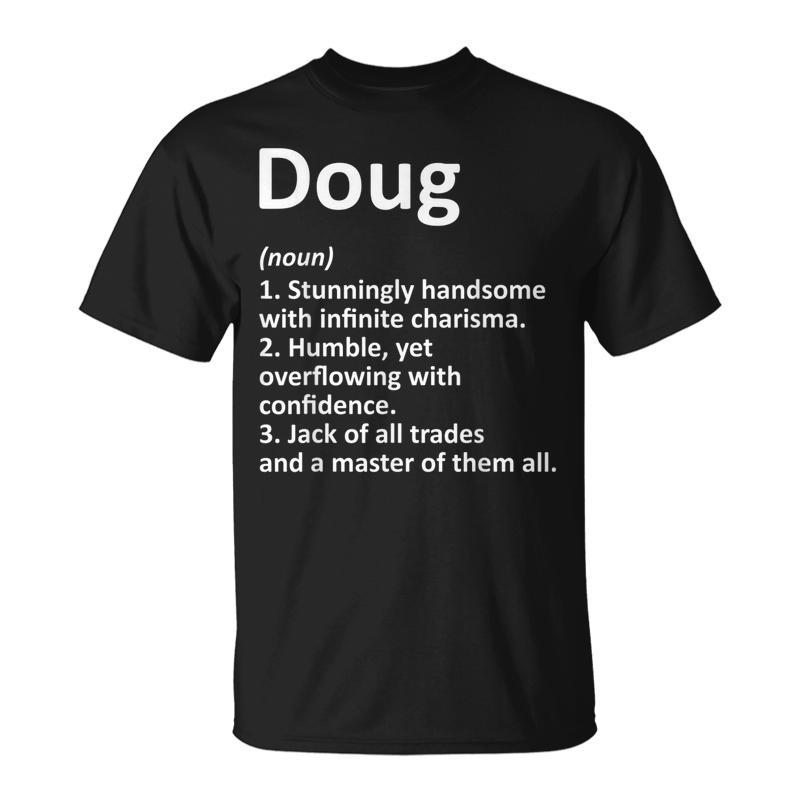 Doug
(noun)
1. Stunningly handsome
with infinite charisma.
2. Humble, yet
overflowing with
confidence.
3. Jack of all trades
and a master of them all.